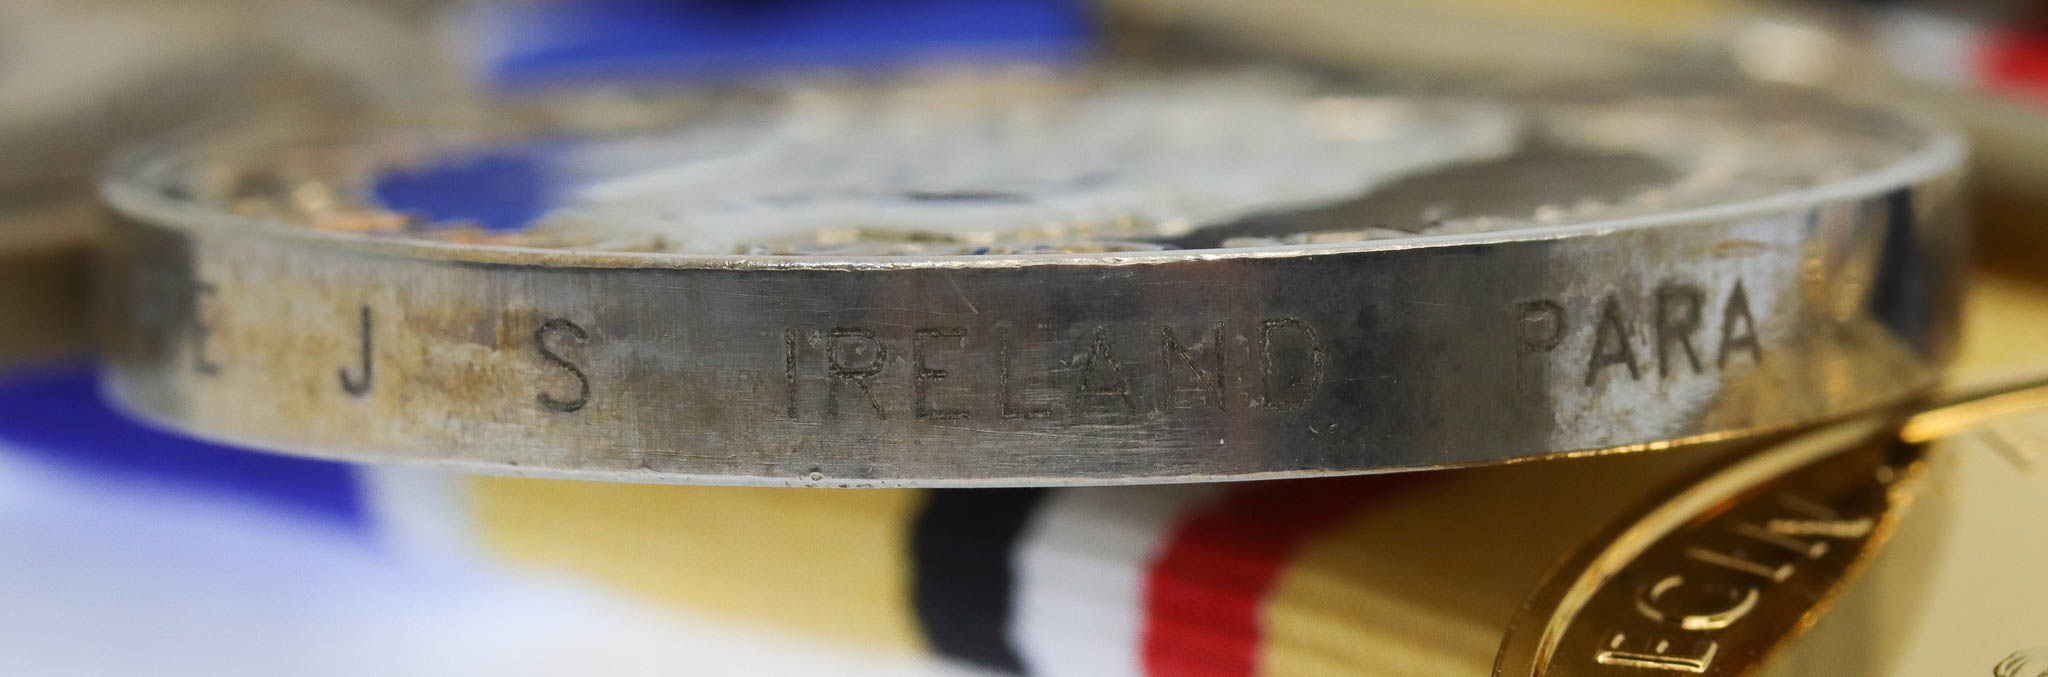 E J S IRELAND PARA